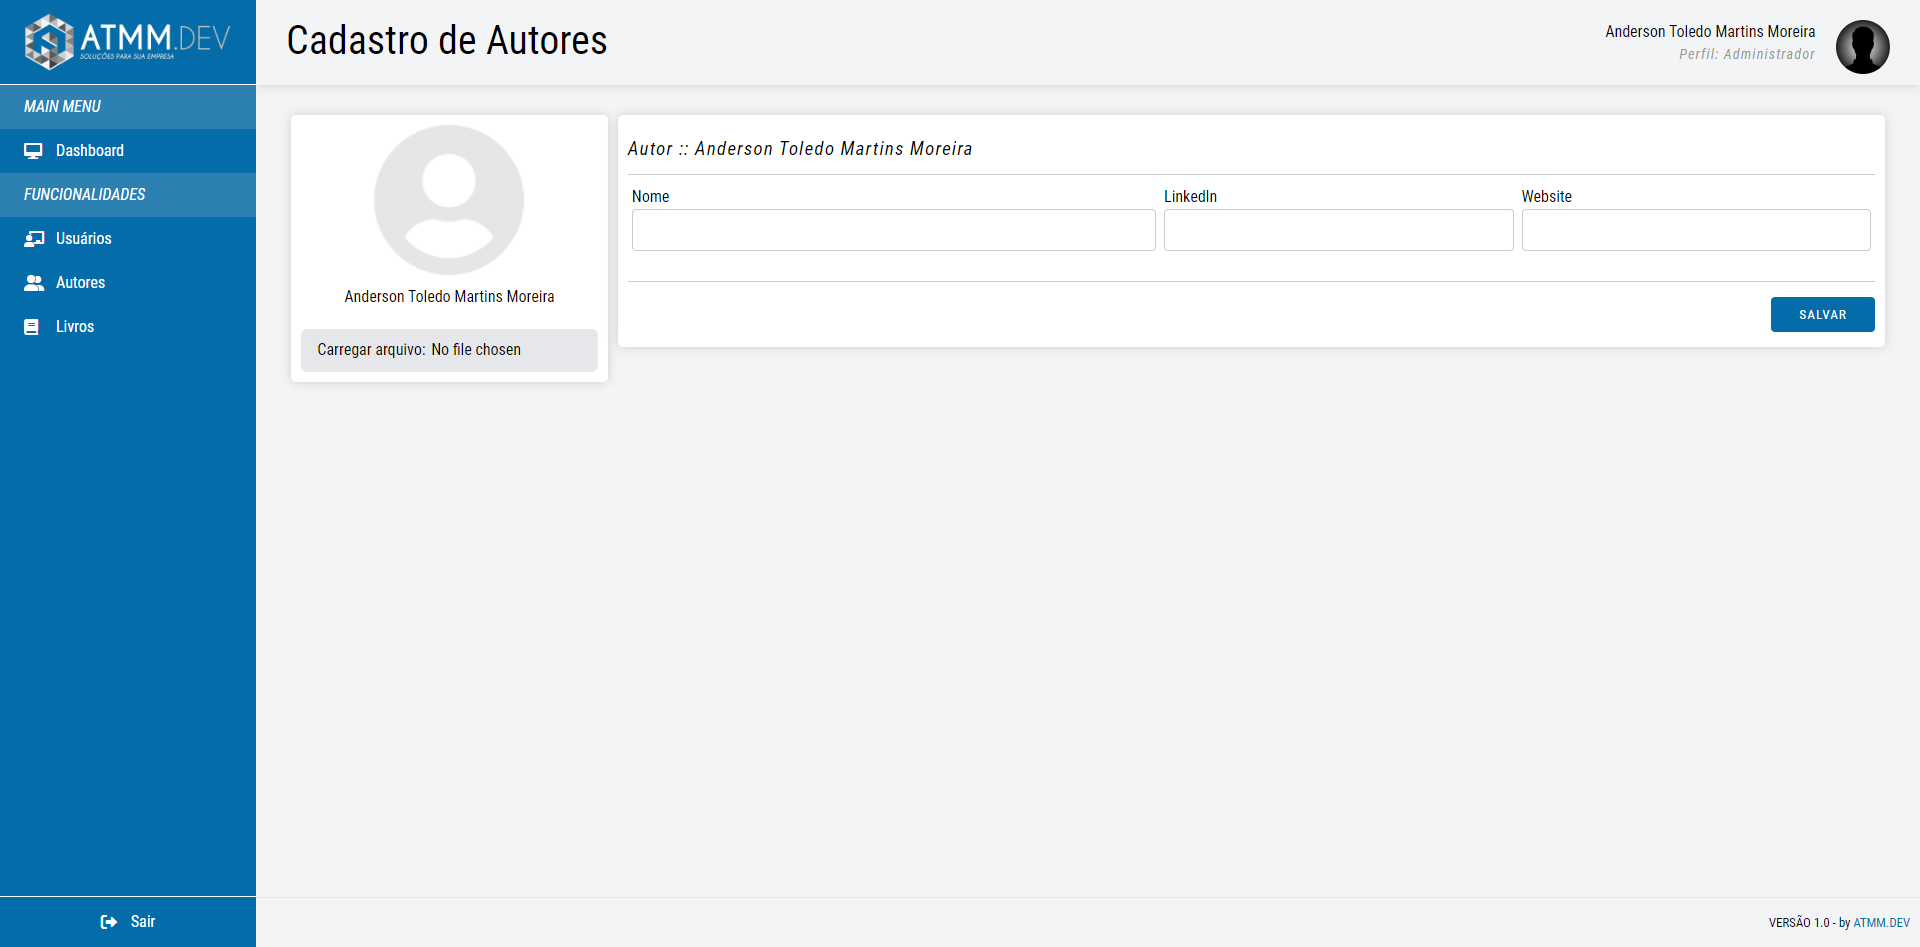 ATMM.DEV
SOLUÇÕES PARA SUA EMPRESA
MAIN MENU
Dashboard
FUNCIONALIDADES
Usuários
Autores
Livros
Sair
Cadastro de Autores
Anderson Toledo Martins Moreira
Perfil: Administrador
Anderson Toledo Martins Moreira
Carregar arquivo: No file chosen
Autor :: Anderson Toledo Martins Moreira
Nome LinkedIn Website
SALVAR
VERSÃO 1.0 - by ATMM.DEV